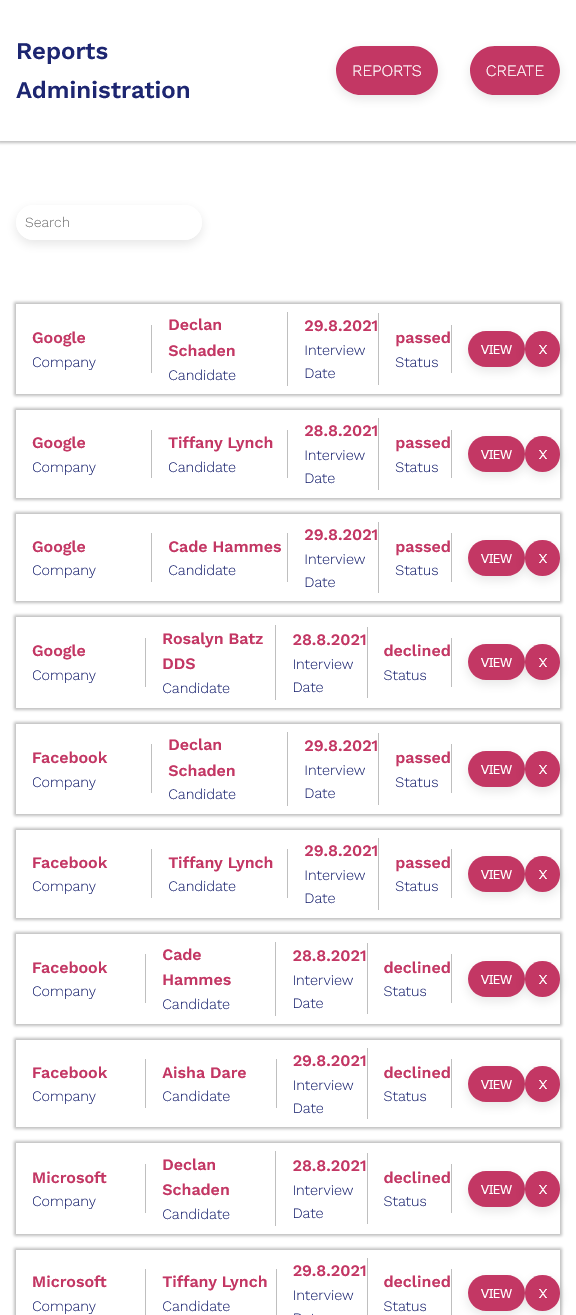 Reports
Administration
REPORTS
CREATE
Search
Google
Company
Declan
Schaden
Candidate
29.8.2021
Interview
Date
passed
Status
VIEW
X
Google
Company
Tiffany Lynch
Candidate
28.8.2021
Interview
Date
passed
Status
VIEW
X
Google
Company
Cade Hammes
Candidate
29.8.2021
Interview
Date
passed
Status
VIEW
X
Google
Company
Rosalyn Batz
DDS
Candidate
28.8.2021
Interview
Date
declined
Status
VIEW
X
Facebook
Company
Declan
Schaden
Candidate
29.8.2021
Interview
Date
passed
Status
VIEW
X
Facebook
Company
Tiffany Lynch
Candidate
29.8.2021
Interview
Date
passed
Status
VIEW
X
Facebook
Company
Cade
Hammes
Candidate
28.8.2021
Interview
Date
declined
Status
VIEW
X
Facebook
Company
Aisha Dare
Candidate
29.8.2021
Interview
Date
declined
Status
VIEW
X
Microsoft
Company
Declan
Schaden
Candidate
28.8.2021
Interview
Date
declined
Status
VIEW
X
Microsoft
Company
Tiffany Lynch
Candidate
29.8.2021
Interview
declined
Status
VIEW
X